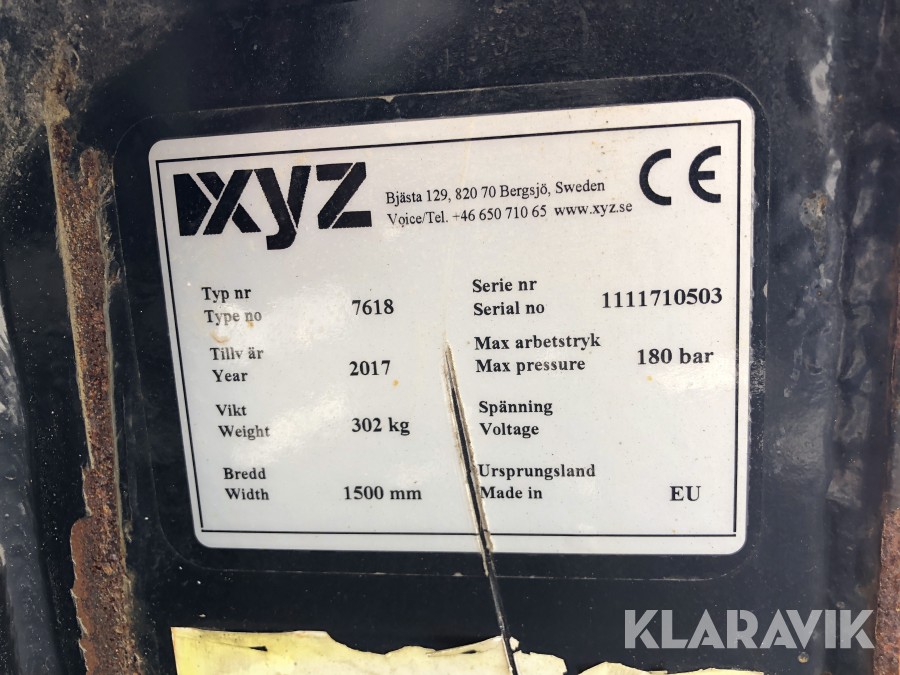 xyz
Bjästa 129, 820 70 Bergsjö, Sweden
Voice/Tel. +46 650 710 65 www.xyz.se
CE
Typ nr
Type no 7618
Tillv år
Year 2017
Vikt
Weight 302 kg
Bredd
Width 1500 mm
Serie nr
Serial no 1111710503
Max arbetstryk
Max pressure 180 bar
Spänning
Voltage
Ursprungsland
Made in EU
KLARAVIK